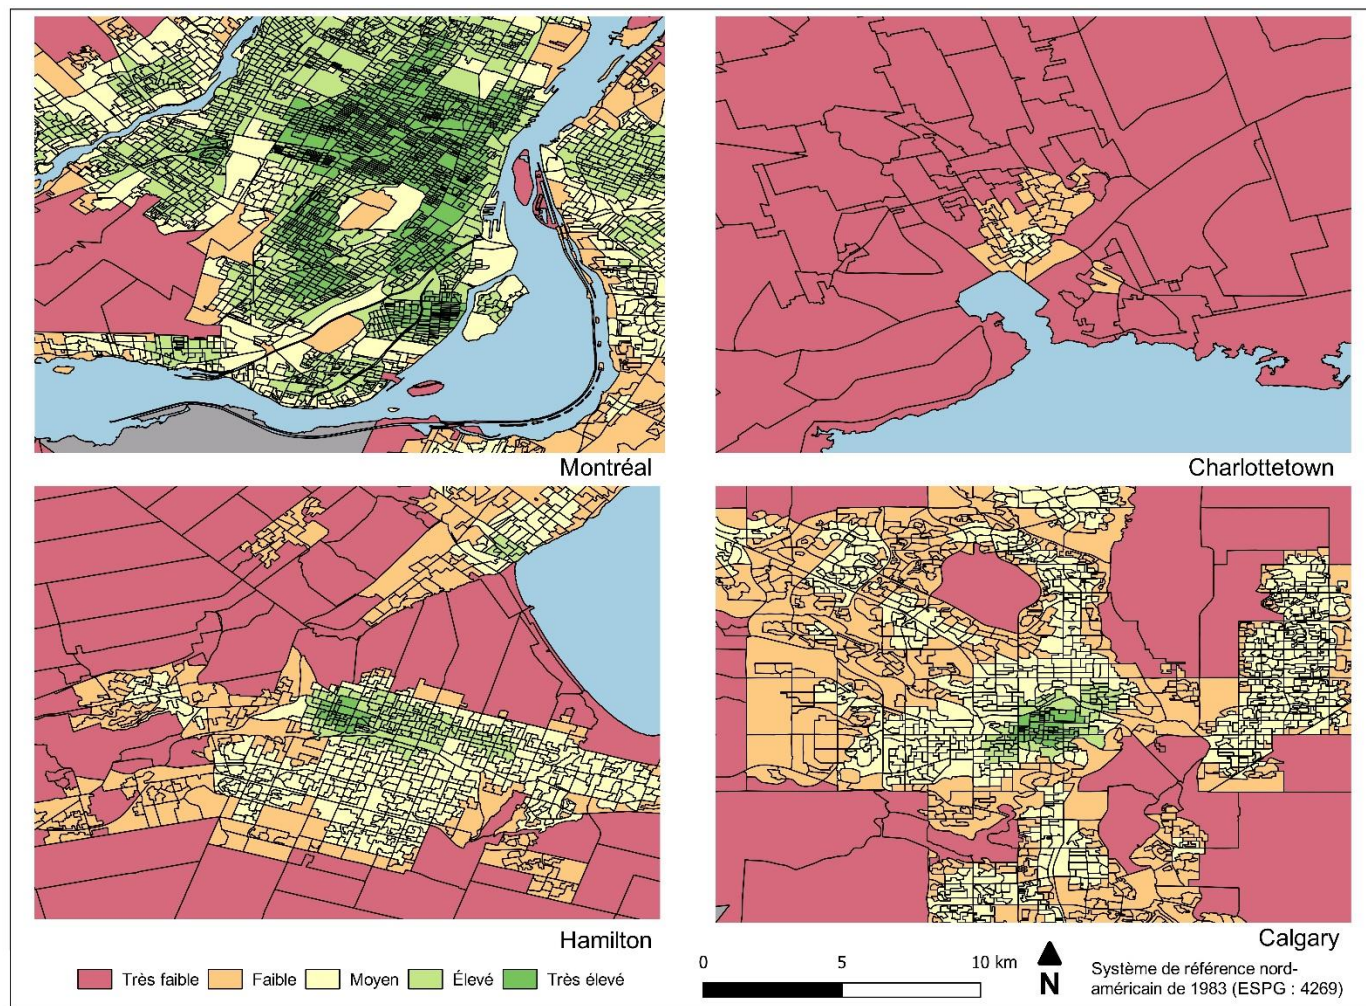 Montréal
Charlottetown
Hamilton
Calgary
Très faible
Faible
Moyen
Élevé
Très élevé
0 5 10 km
N
Système de référence nord-
américain de 1983 (ESPG : 4269)